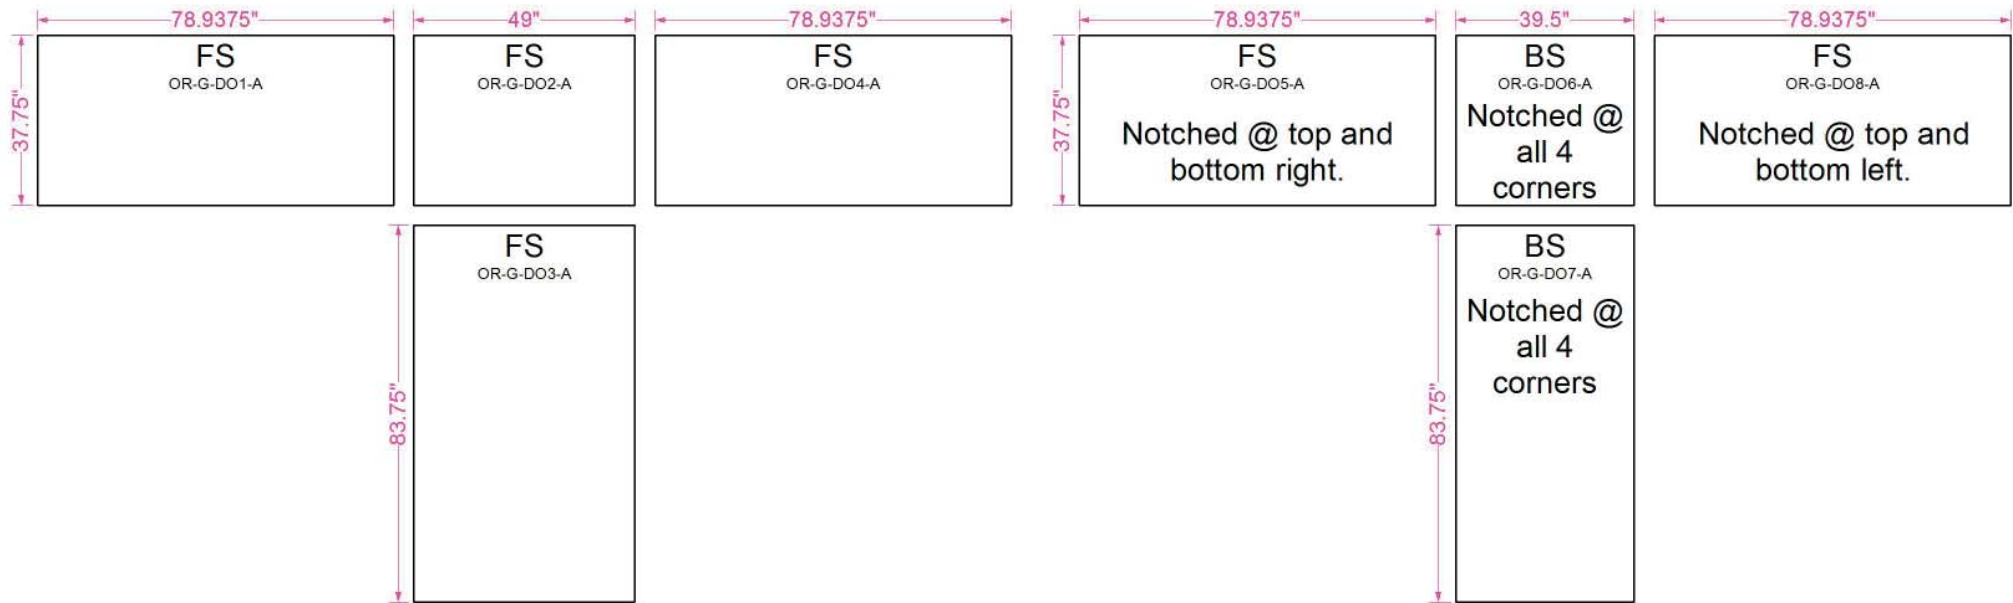 78.9375"
49"
78.9375"
78.9375"
39.5"
78.9375"
37.75"
FS
OR-G-DO1-A
FS
OR-G-DO2-A
FS
OR-G-DO4-A
37.75"
FS
OR-G-DO5-A
Notched @ top and
bottom right.
BS
OR-G-DO6-A
Notched @
all 4
corners
FS
OR-G-DO8-A
Notched @ top and
bottom left.
83.75"
FS
OR-G-DO3-A
83.75"
BS
OR-G-DO7-A
Notched @
all 4
corners